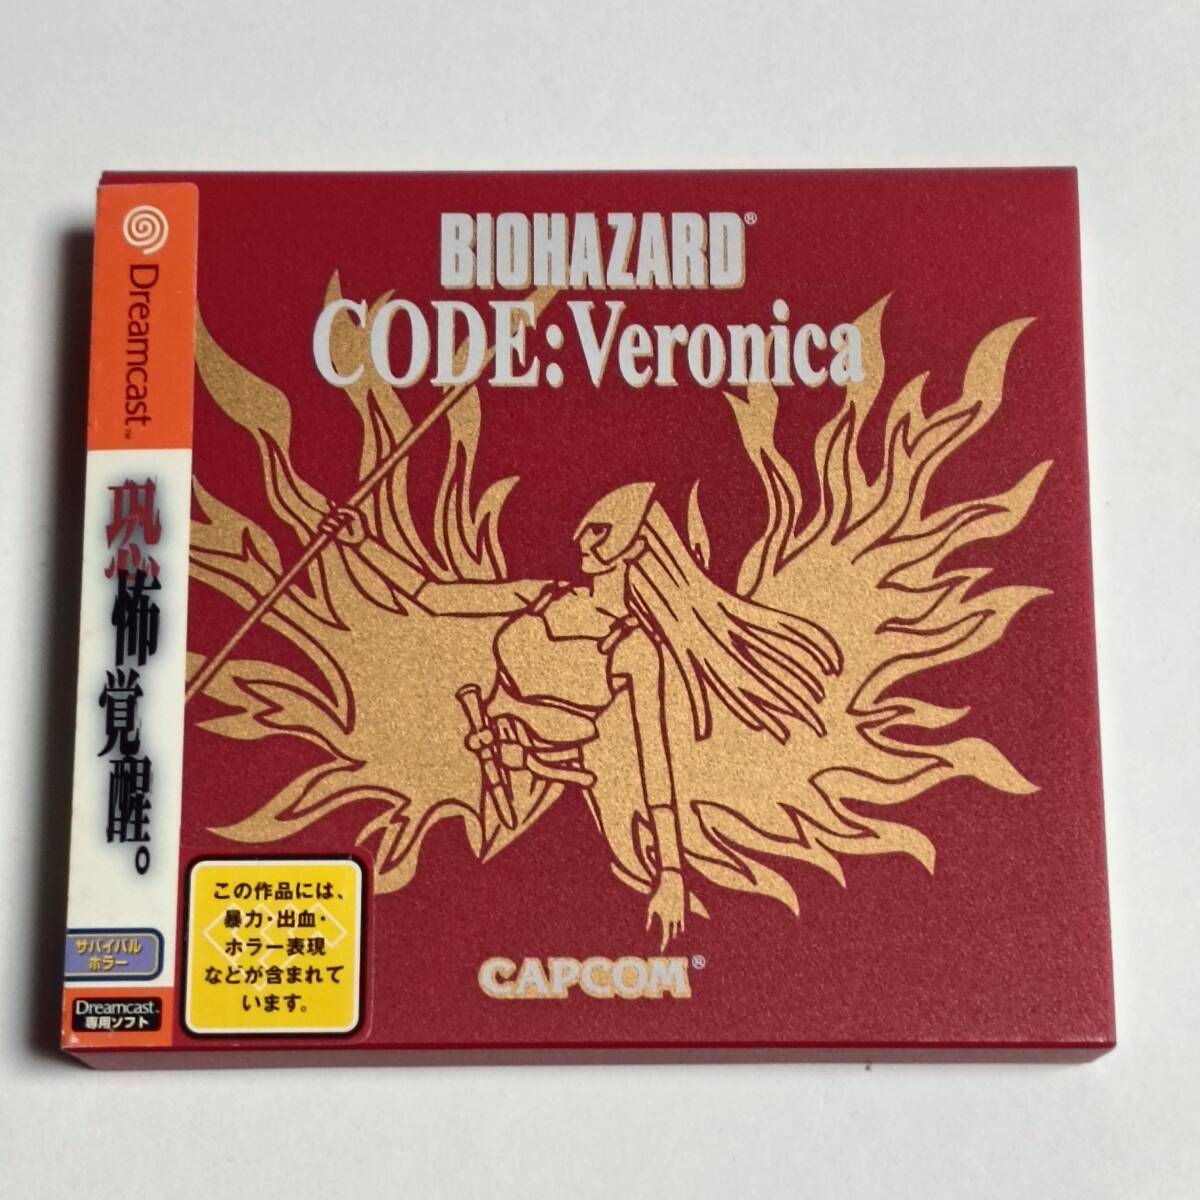 BIOHAZARD®
CODE:Veronica
Dreamcast™
恐怖覚醒。
サバイバル
ホラー
Dreamcast™
専用ソフト
この作品には、
暴力・出血・
ホラー表現
などが含まれて
います。
CAPCOM®